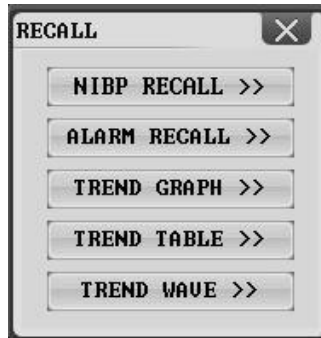 RECALL
NIBP RECALL >>
ALARM RECALL >>
TREND GRAPH >>
TREND TABLE >>
TREND WAVE >>